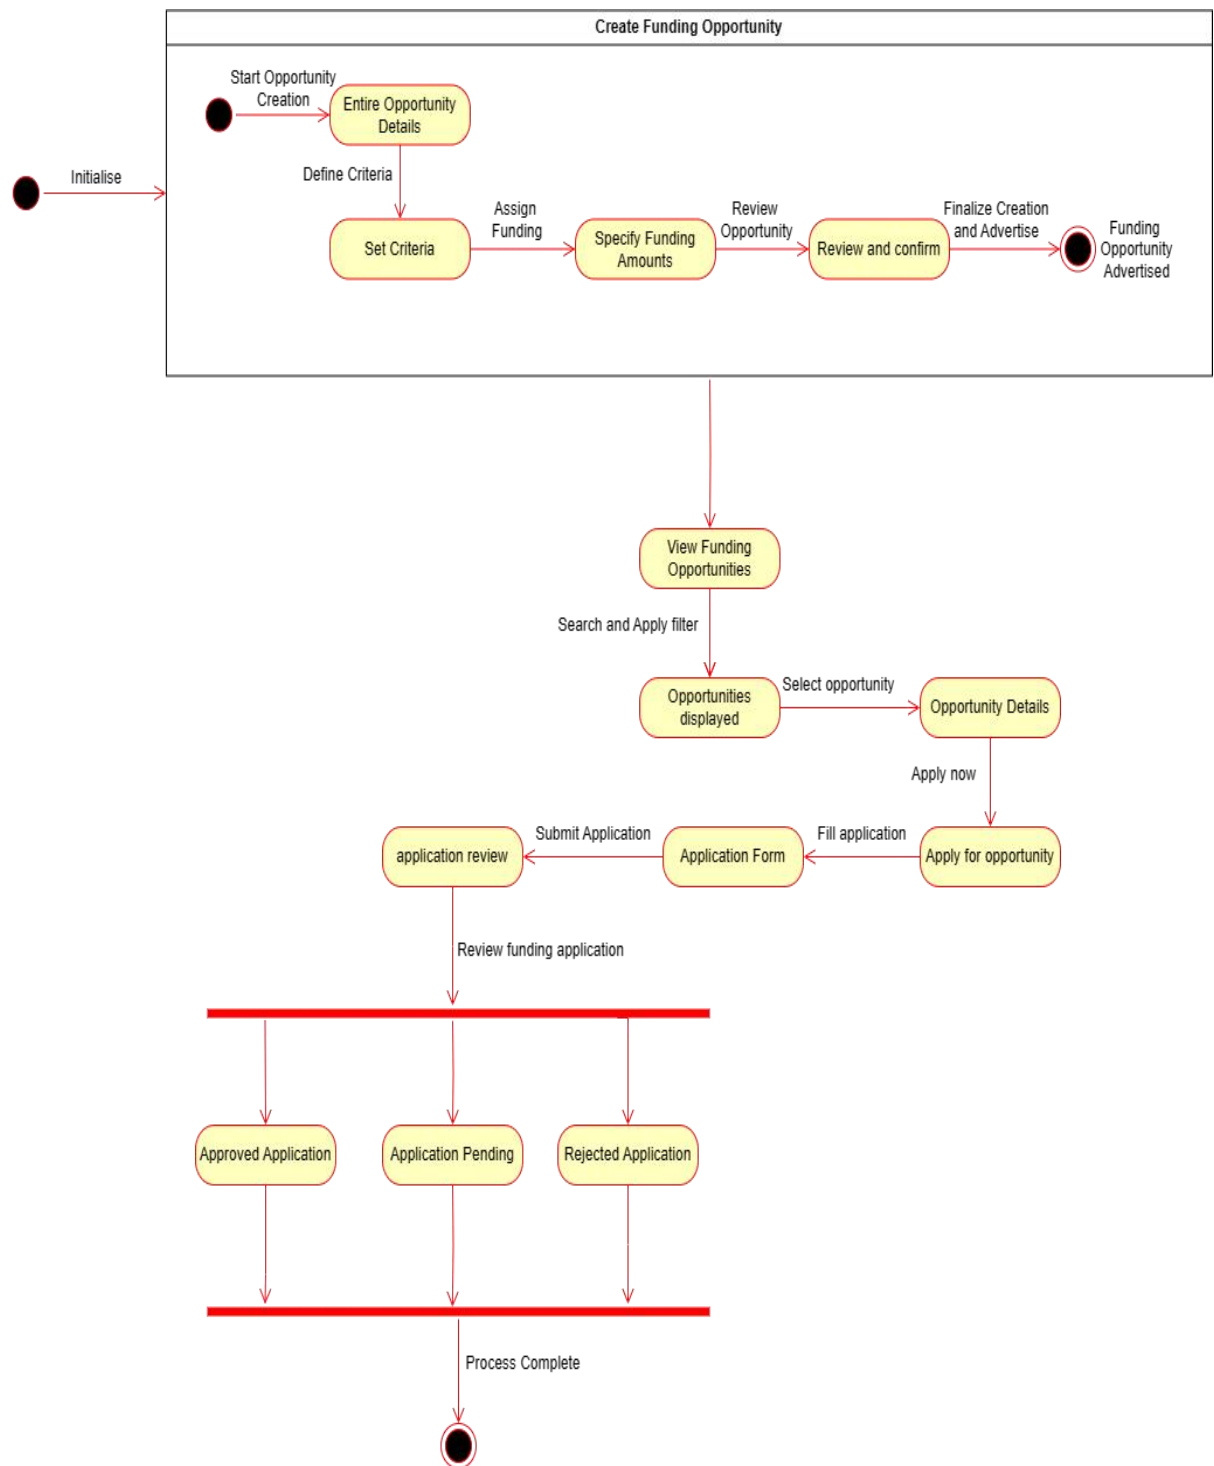 Create Funding Opportunity
Start Opportunity
Creation
Entire Opportunity
Details
Initialise
Define Criteria
Set Criteria
Assign
Funding
Specify Funding
Amounts
Review
Opportunity
Review and confirm
Finalize Creation
and Advertise
Funding
Opportunity
Advertised
View Funding
Opportunities
Search and Apply filter
Opportunities
displayed
Select opportunity
Opportunity Details
Apply now
Apply for opportunity
Fill application
Application Form
Submit Application
application review
Review funding application
Approved Application
Application Pending
Rejected Application
Process Complete